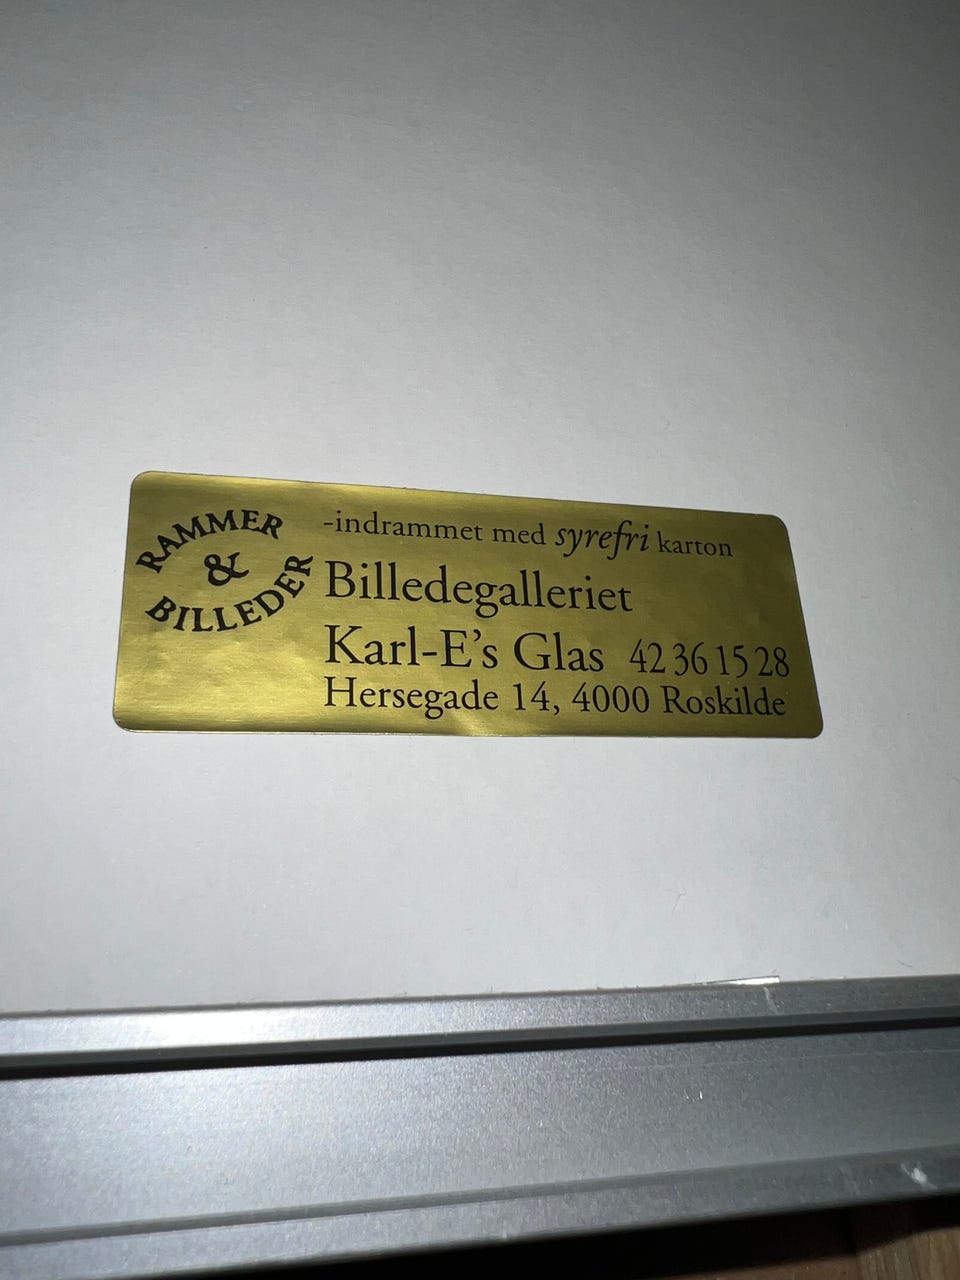 RAMMER
&
BILLEDER
-indrammet med syrefri karton
Billedegalleriet
Karl-E's Glas 42 36 15 28
Hersegade 14, 4000 Roskilde